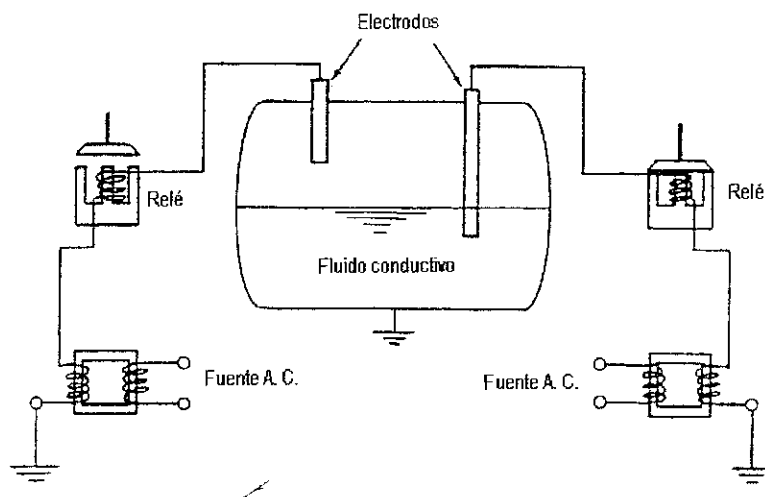 Electrodos
Relé
Relé
Fluido conductivo
Fuente A. C.
Fuente A. C.